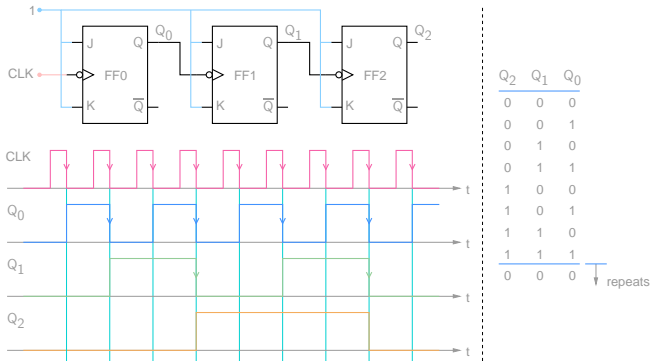 1
Q0 Q1 Q2
J Q J Q J Q
CLK FF0 FF1 FF2
K Q K Q K Q
CLK
t
Q0
t
Q1
t
Q2
t
Q2 Q1 Q0
0 0 0
0 0 1
0 1 0
0 1 1
1 0 0
1 0 1
1 1 0
1 1 1
0 0 0
repeats